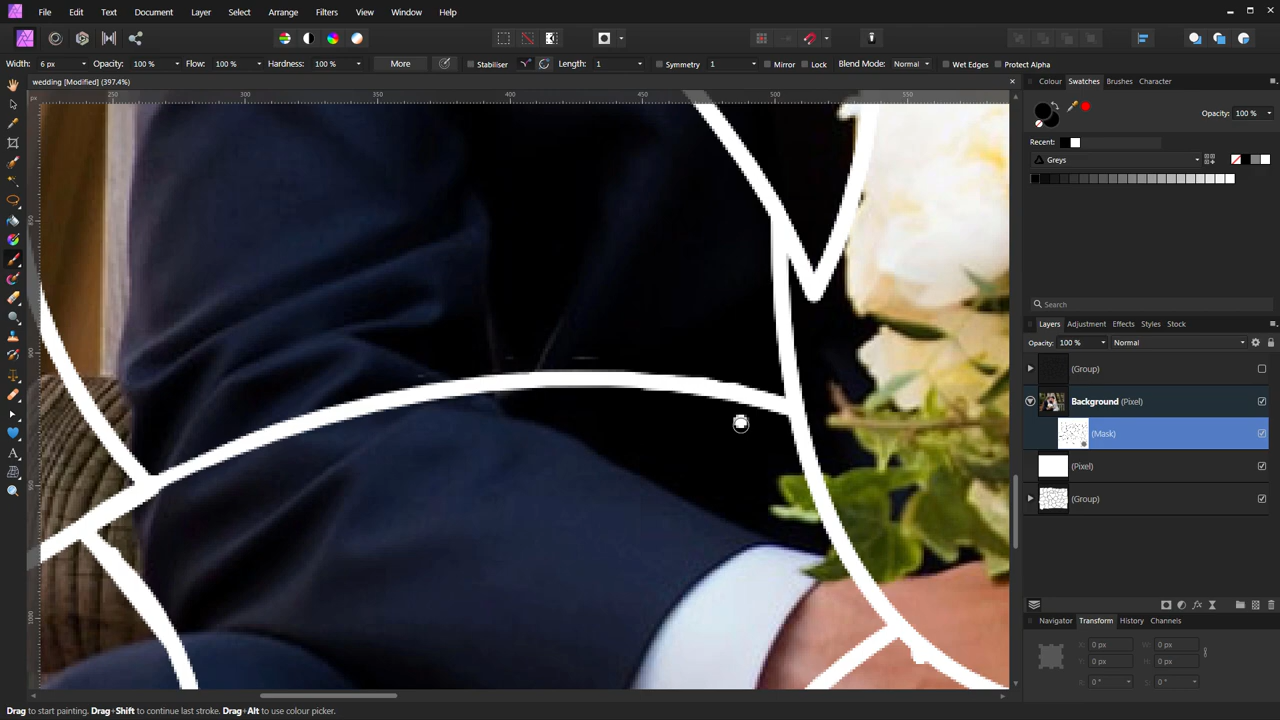 File Edit Text Document Layer Select Arrange Filters View Window Help
Width: 6 px Opacity: 100 % Flow: 100 % Hardness: 100 % More Stabiliser Length: 1 Symmetry 1 Mirror Lock Blend Mode: Normal Wet Edges Protect Alpha
wedding [Modified] (397.4%)
Colour Swatches Brushes Character
px 250 300 350 400 450 500 550
Opacity: 100 %
Recent:
Greys
850
900
950
1000
Search
Layers Adjustment Effects Styles Stock
Opacity: 100 % Normal
(Group)
Background (Pixel)
(Mask)
(Pixel)
(Group)
Navigator Transform History Channels
X: 0 px W: 0 px
Y: 0 px H: 0 px
R: 0 ° S: 0 °
Drag to start painting. Drag+Shift to continue last stroke. Drag+Alt to use colour picker.